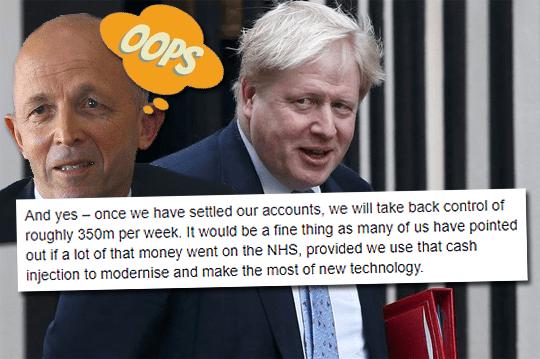 OOPS
And yes – once we have settled our accounts, we will take back control of
roughly 350m per week. It would be a fine thing as many of us have pointed
out if a lot of that money went on the NHS, provided we use that cash
injection to modernise and make the most of new technology.